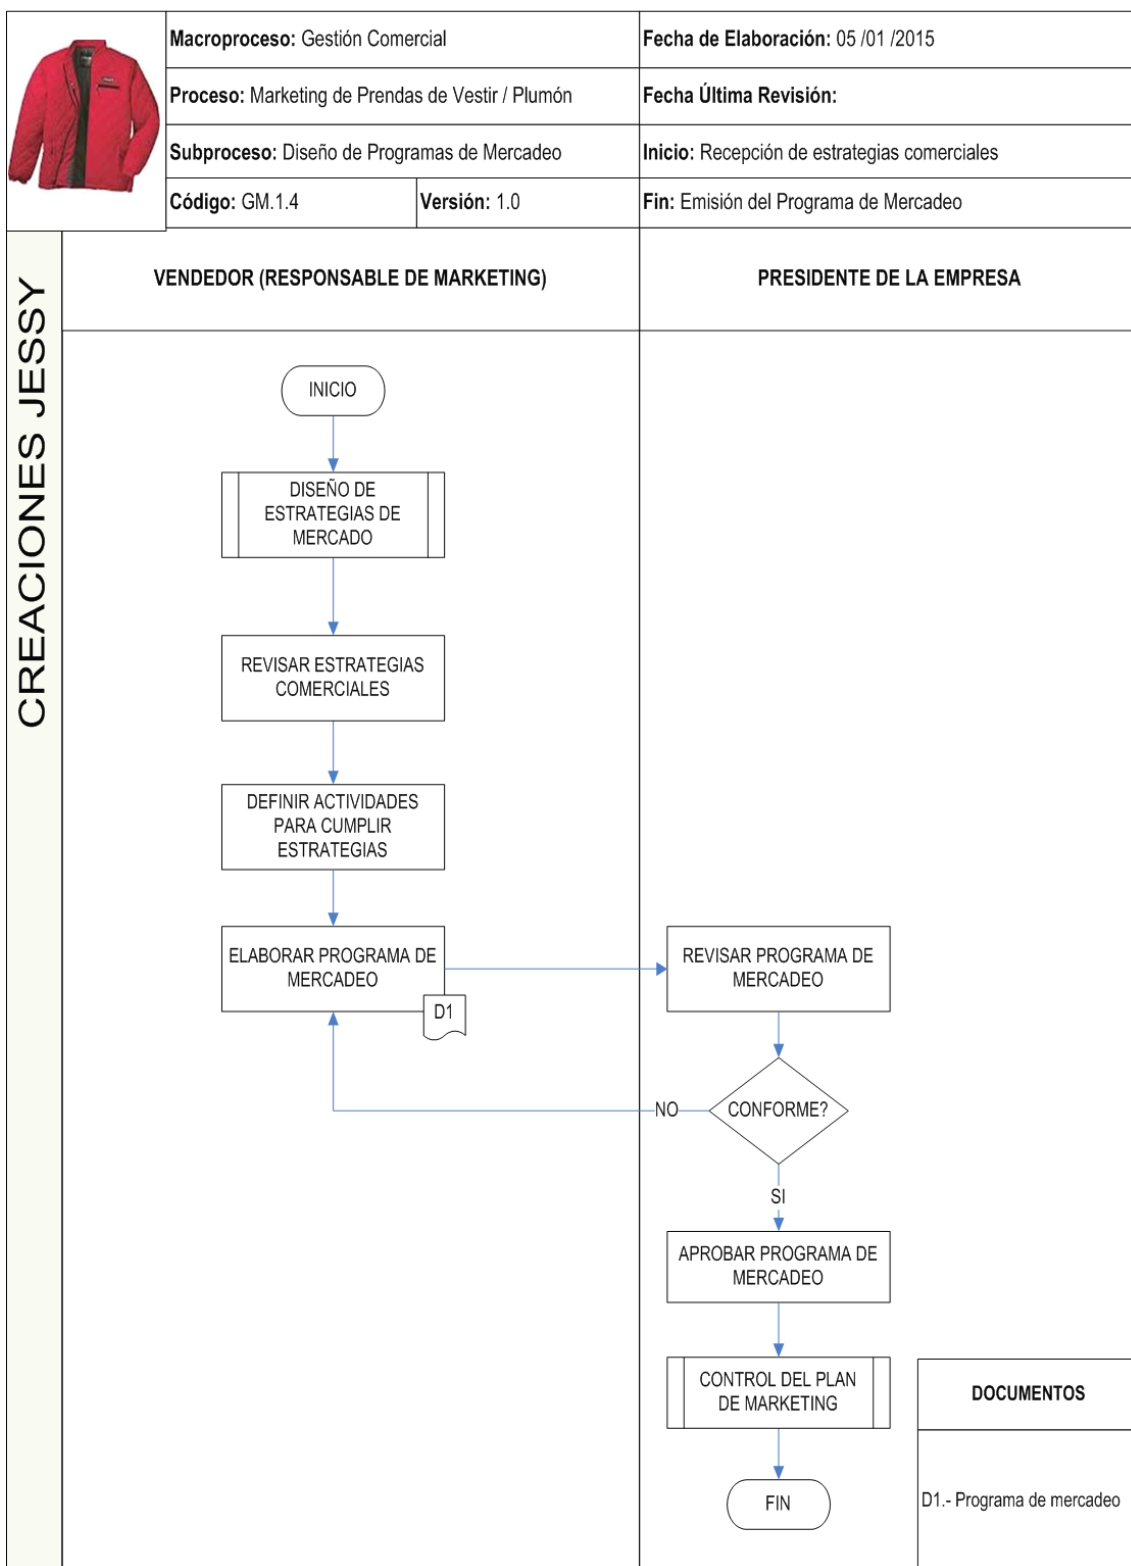 Macroproceso: Gestión Comercial
Fecha de Elaboración: 05 /01 /2015
Proceso: Marketing de Prendas de Vestir / Plumón
Fecha Última Revisión:
Subproceso: Diseño de Programas de Mercadeo
Inicio: Recepción de estrategias comerciales
Código: GM.1.4
Versión: 1.0
Fin: Emisión del Programa de Mercadeo
CREACIONES JESSY
VENDEDOR (RESPONSABLE DE MARKETING)
PRESIDENTE DE LA EMPRESA
INICIO
DISEÑO DE
ESTRATEGIAS DE
MERCADO
REVISAR ESTRATEGIAS
COMERCIALES
DEFINIR ACTIVIDADES
PARA CUMPLIR
ESTRATEGIAS
ELABORAR PROGRAMA DE
MERCADEO
D1
REVISAR PROGRAMA DE
MERCADEO
CONFORME?
NO
SI
APROBAR PROGRAMA DE
MERCADEO
CONTROL DEL PLAN
DE MARKETING
FIN
DOCUMENTOS
D1.- Programa de mercadeo